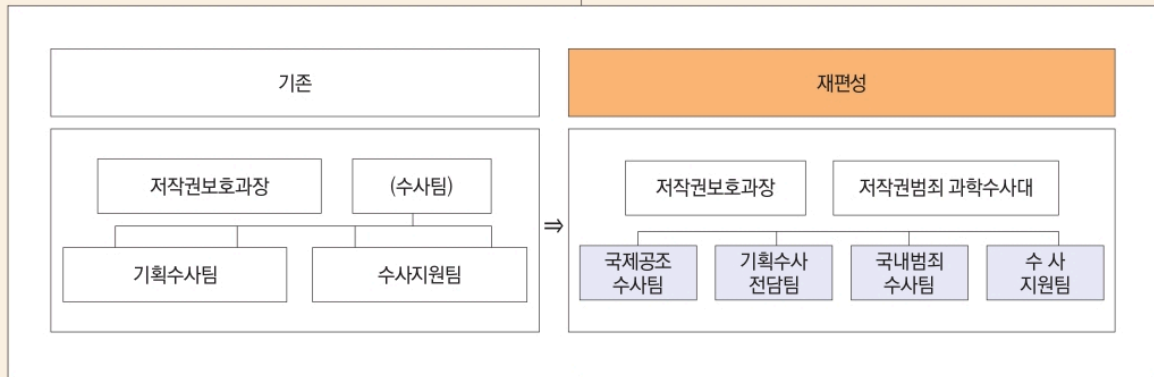 기존
재편성
저작권보호과장
(수사팀)
기획수사팀
수사지원팀
⇒
저작권보호과장
저작권범죄 과학수사대
국제공조
수사팀
기획수사
전담팀
국내범죄
수사팀
수 사
지원팀